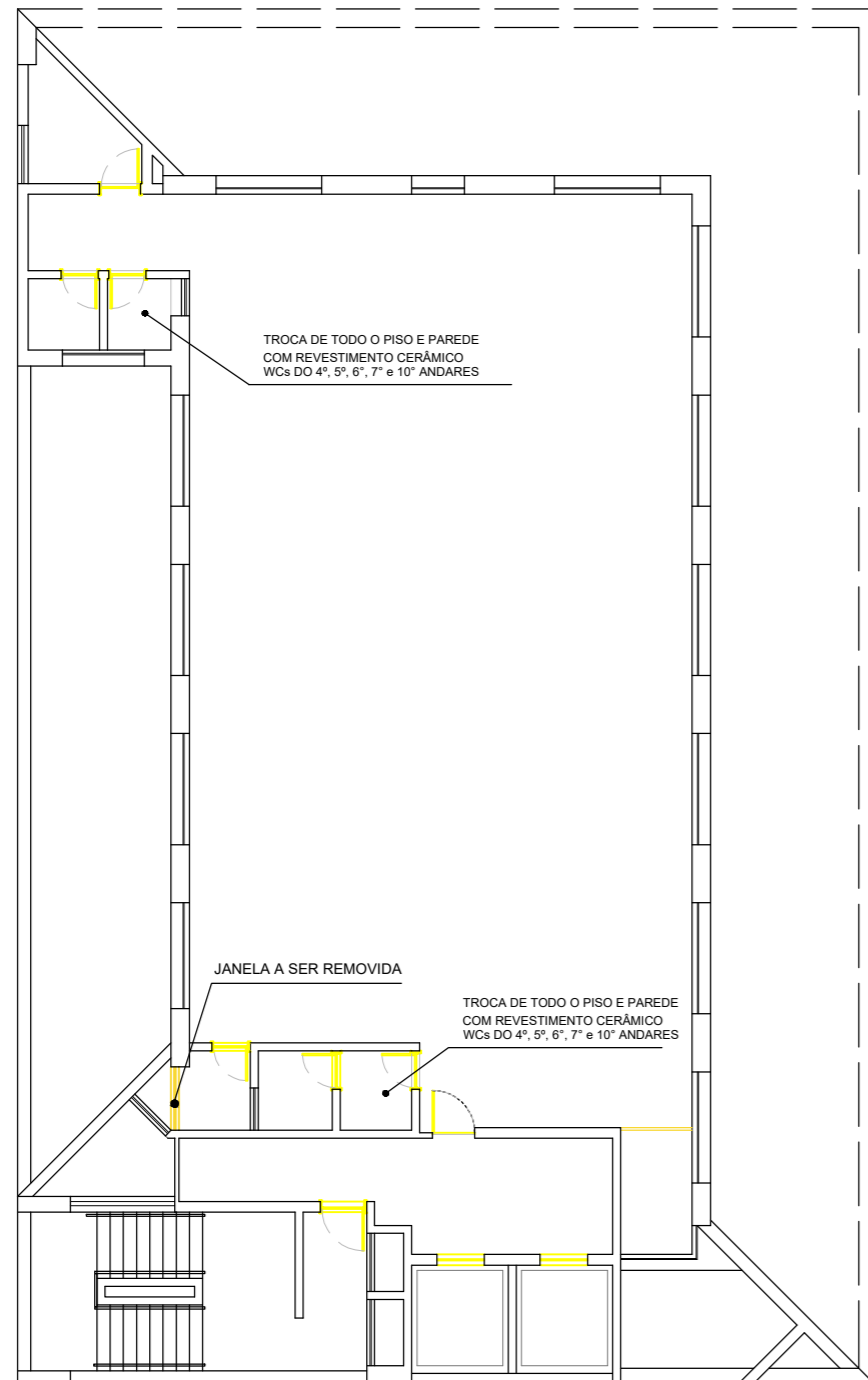 TROCA DE TODO O PISO E PAREDE
COM REVESTIMENTO CERÂMICO
WCs DO 4º, 5º, 6°, 7° e 10° ANDARES
JANELA A SER REMOVIDA
TROCA DE TODO O PISO E PAREDE
COM REVESTIMENTO CERÂMICO
WCs DO 4º, 5º, 6°, 7° e 10° ANDARES